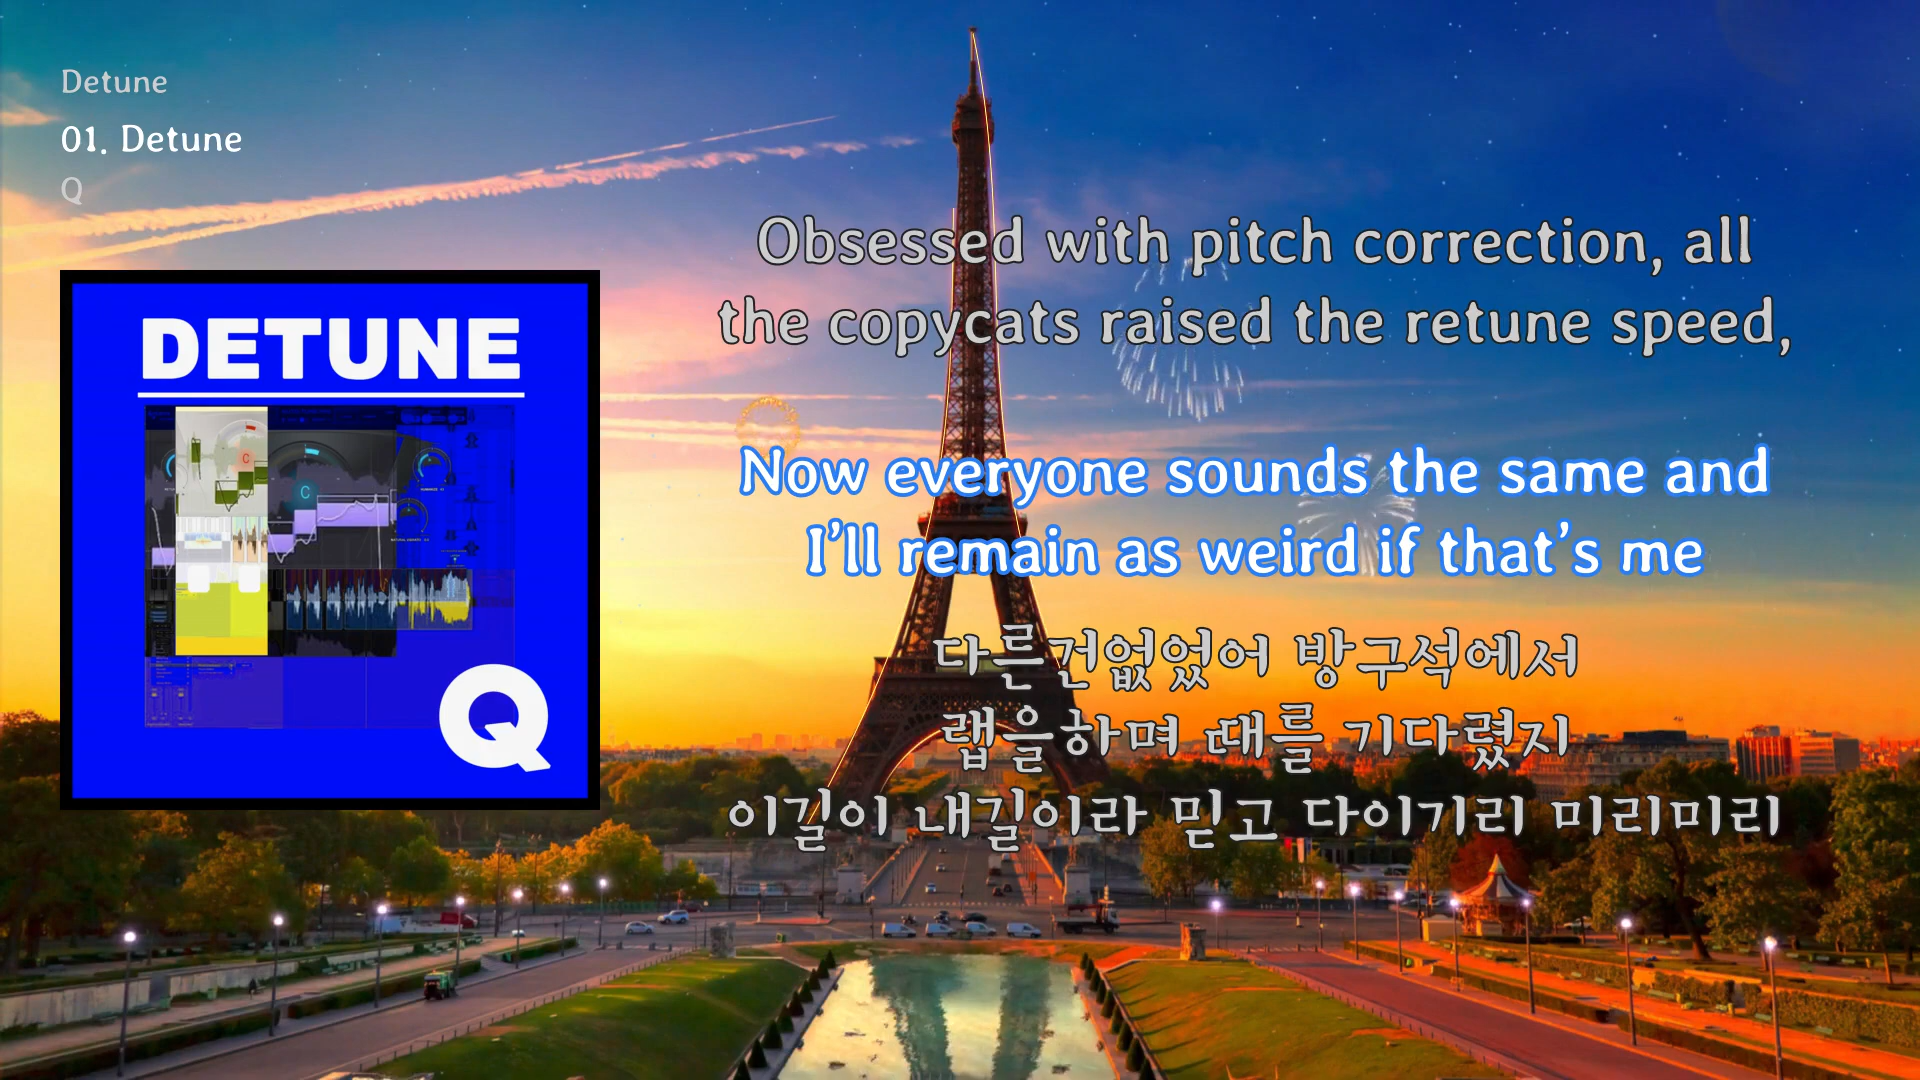 Detune
01. Detune
Q
DETUNE
C
C
Q
Obsessed with pitch correction, all
the copycats raised the retune speed,
Now everyone sounds the same and
I’ll remain as weird if that’s me
다른건없었어 방구석에서
랩을하며 때를 기다렸지
이길이 내길이라 믿고 다이기리 미리미리